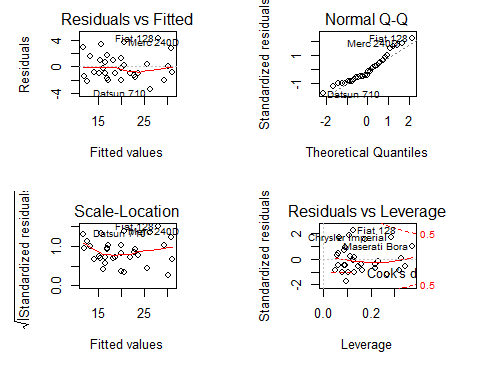 Residuals vs Fitted
Residuals
-4
0
4
Fiat 128
Merc 240D
Datsun 710
15
25
Fitted values
Normal Q-Q
Standardized residuals
-1
1
Fiat 128
Merc 240D
Datsun 710
-2
-1
0
1
2
Theoretical Quantiles
Scale-Location
√|Standardized residuals
0.0
1.0
Fiat 128
Datsun 710
Merc 240D
15
25
Fitted values
Residuals vs Leverage
Standardized residuals
-2
0
2
Fiat 128
Chrysler Imperial
Maserati Bora
Cook's d
0.5
0.5
0.0
0.2
Leverage